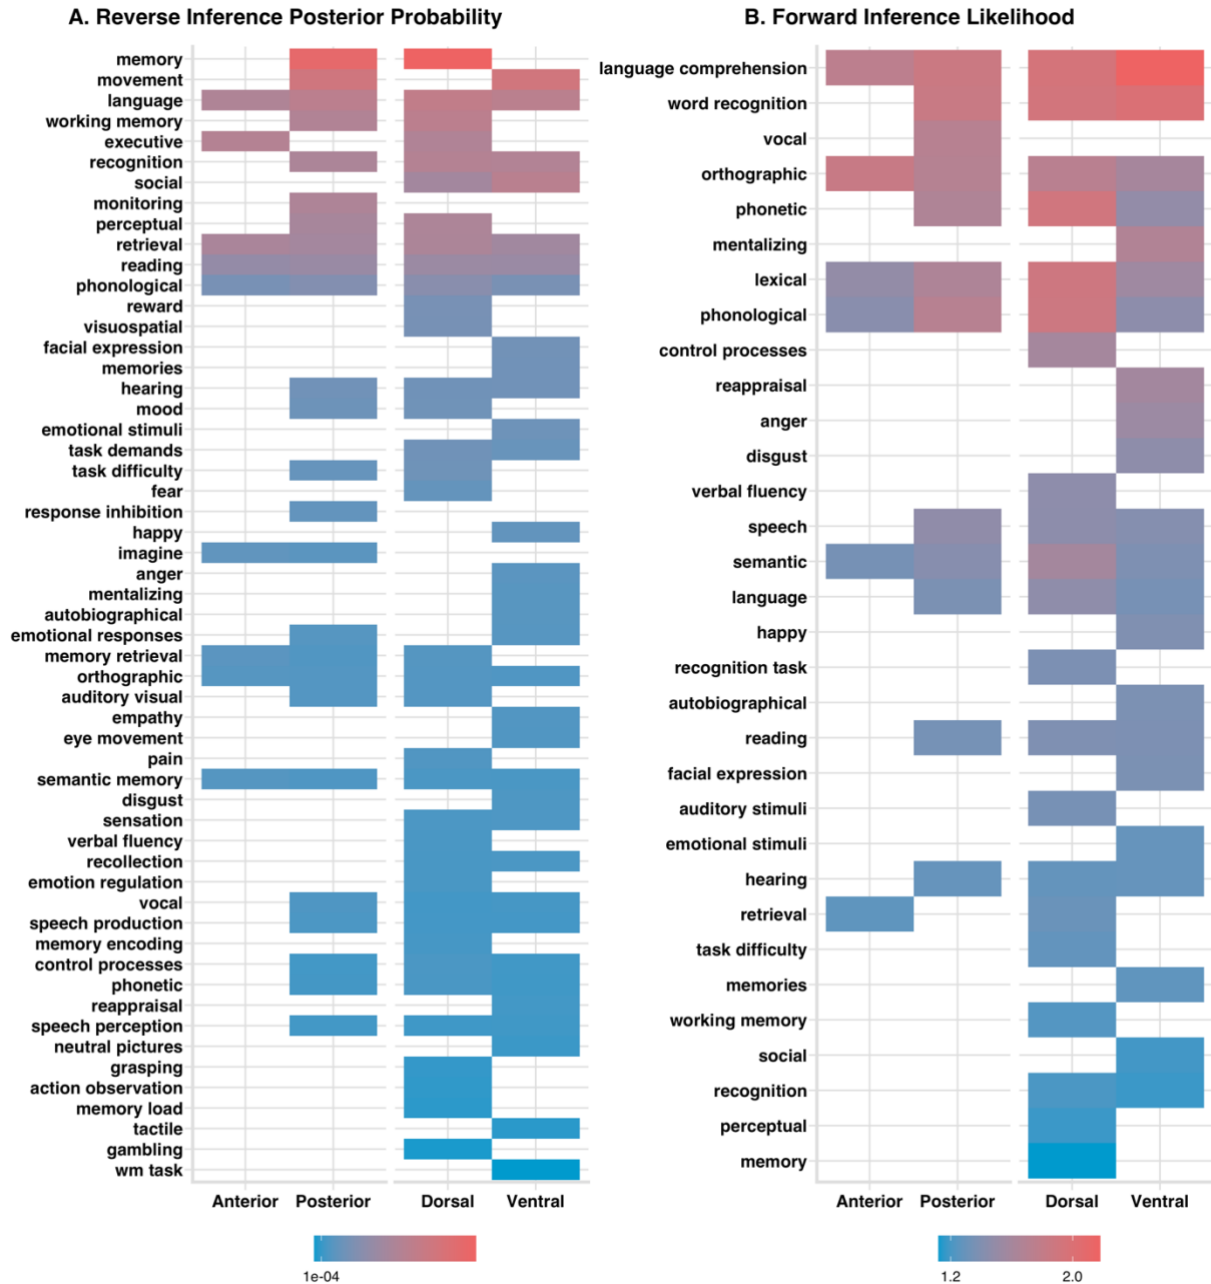 A. Reverse Inference Posterior Probability
memory
movement
language
working memory
executive
recognition
social
monitoring
perceptual
retrieval
reading
phonological
reward
visuospatial
facial expression
memories
hearing
mood
emotional stimuli
task demands
task difficulty
fear
response inhibition
happy
imagine
anger
mentalizing
autobiographical
emotional responses
memory retrieval
orthographic
auditory visual
empathy
eye movement
pain
semantic memory
disgust
sensation
verbal fluency
recollection
emotion regulation
vocal
speech production
memory encoding
control processes
phonetic
reappraisal
speech perception
neutral pictures
grasping
action observation
memory load
tactile
gambling
wm task
Anterior Posterior Dorsal Ventral
1e-04
B. Forward Inference Likelihood
language comprehension
word recognition
vocal
orthographic
phonetic
mentalizing
lexical
phonological
control processes
reappraisal
anger
disgust
verbal fluency
speech
semantic
language
happy
recognition task
autobiographical
reading
facial expression
auditory stimuli
emotional stimuli
hearing
retrieval
task difficulty
memories
working memory
social
recognition
perceptual
memory
Anterior Posterior Dorsal Ventral
1.2 2.0